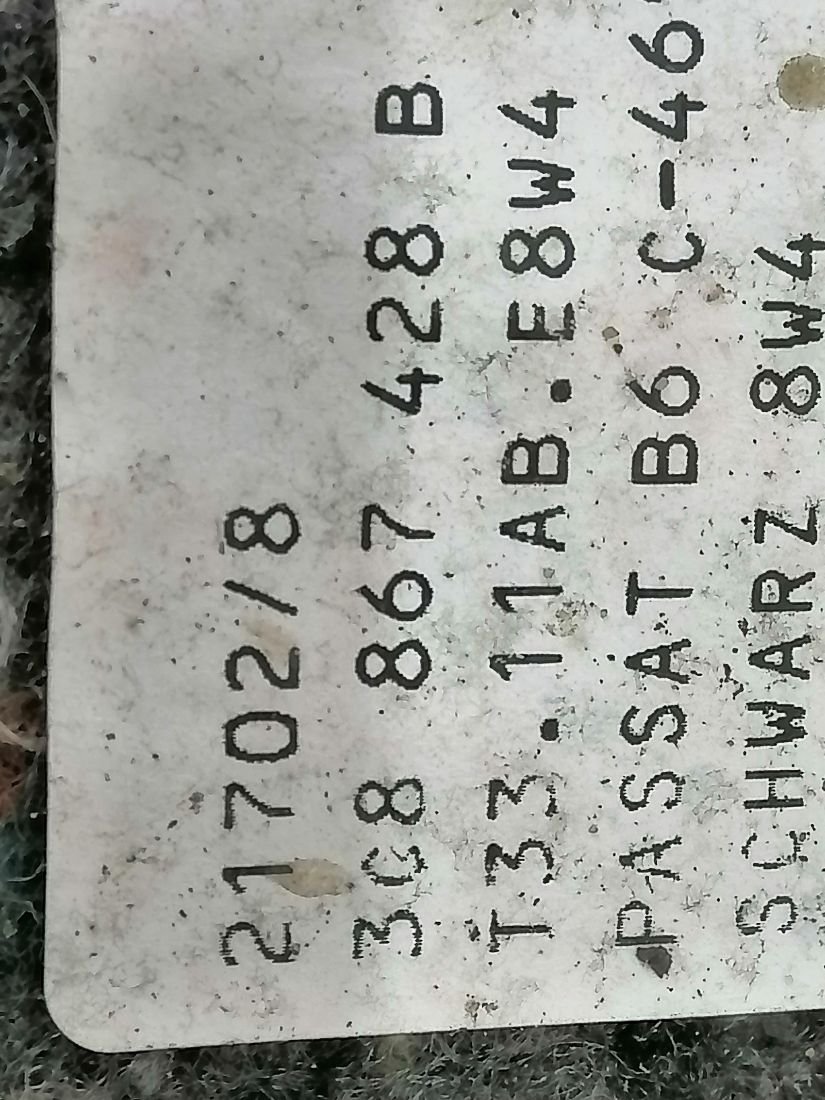 21702/8
3C8 867 428 B
T33.11AB.E8W4
PASSAT B6 C-46
SCHWARZ 8W4